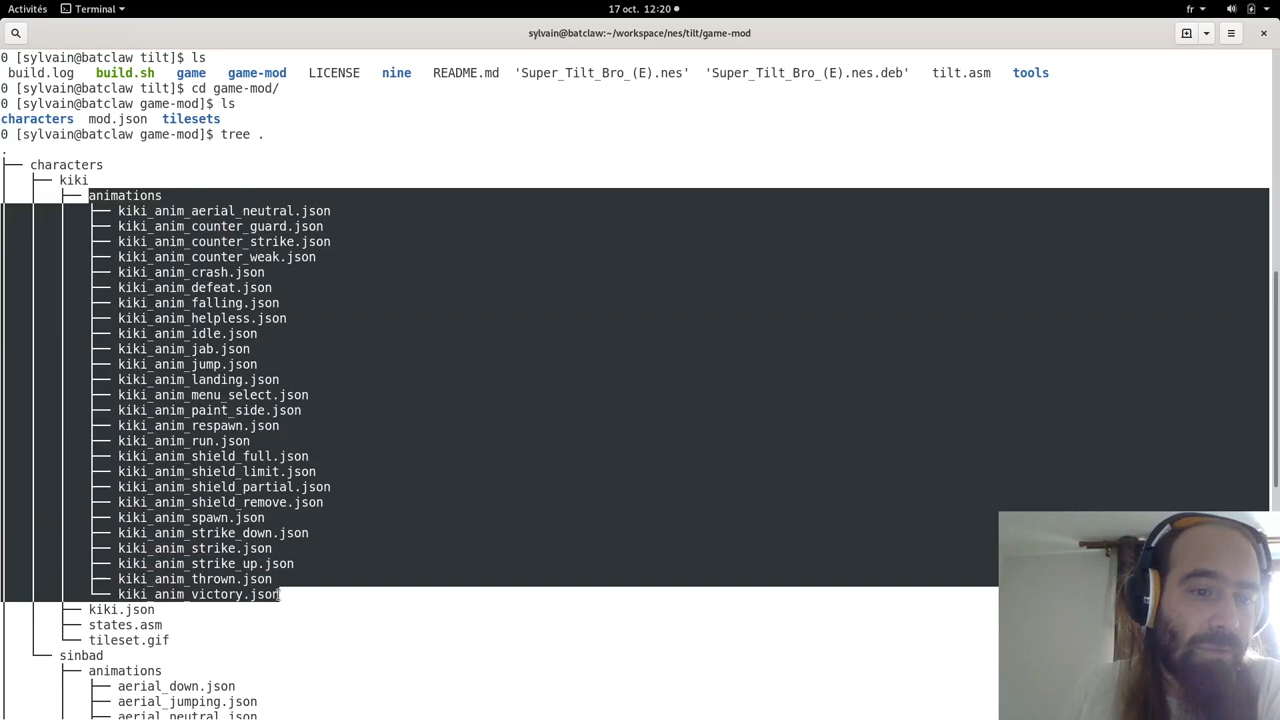 Activités Terminal 17 oct. 12:20 fr
sylvain@batclaw:~/workspace/nes/tilt/game-mod
0 [sylvain@batclaw tilt]$ ls
build.log build.sh game game-mod LICENSE nine README.md 'Super_Tilt_Bro_(E).nes' 'Super_Tilt_Bro_(E).nes.deb' tilt.asm tools
0 [sylvain@batclaw tilt]$ cd game-mod/
0 [sylvain@batclaw game-mod]$ ls
characters mod.json tilesets
0 [sylvain@batclaw game-mod]$ tree .
.
├── characters
│   ├── kiki
│   │   ├── animations
│   │   │   ├── kiki_anim_aerial_neutral.json
│   │   │   ├── kiki_anim_counter_guard.json
│   │   │   ├── kiki_anim_counter_strike.json
│   │   │   ├── kiki_anim_counter_weak.json
│   │   │   ├── kiki_anim_crash.json
│   │   │   ├── kiki_anim_defeat.json
│   │   │   ├── kiki_anim_falling.json
│   │   │   ├── kiki_anim_helpless.json
│   │   │   ├── kiki_anim_idle.json
│   │   │   ├── kiki_anim_jab.json
│   │   │   ├── kiki_anim_jump.json
│   │   │   ├── kiki_anim_landing.json
│   │   │   ├── kiki_anim_menu_select.json
│   │   │   ├── kiki_anim_paint_side.json
│   │   │   ├── kiki_anim_respawn.json
│   │   │   ├── kiki_anim_run.json
│   │   │   ├── kiki_anim_shield_full.json
│   │   │   ├── kiki_anim_shield_limit.json
│   │   │   ├── kiki_anim_shield_partial.json
│   │   │   ├── kiki_anim_shield_remove.json
│   │   │   ├── kiki_anim_spawn.json
│   │   │   ├── kiki_anim_strike_down.json
│   │   │   ├── kiki_anim_strike.json
│   │   │   ├── kiki_anim_strike_up.json
│   │   │   ├── kiki_anim_thrown.json
│   │   │   └── kiki_anim_victory.json
│   │   ├── kiki.json
│   │   ├── states.asm
│   │   └── tileset.gif
│   └── sinbad
│       ├── animations
│       │   ├── aerial_down.json
│       │   ├── aerial_jumping.json
│       │   ├── aerial_neutral.json